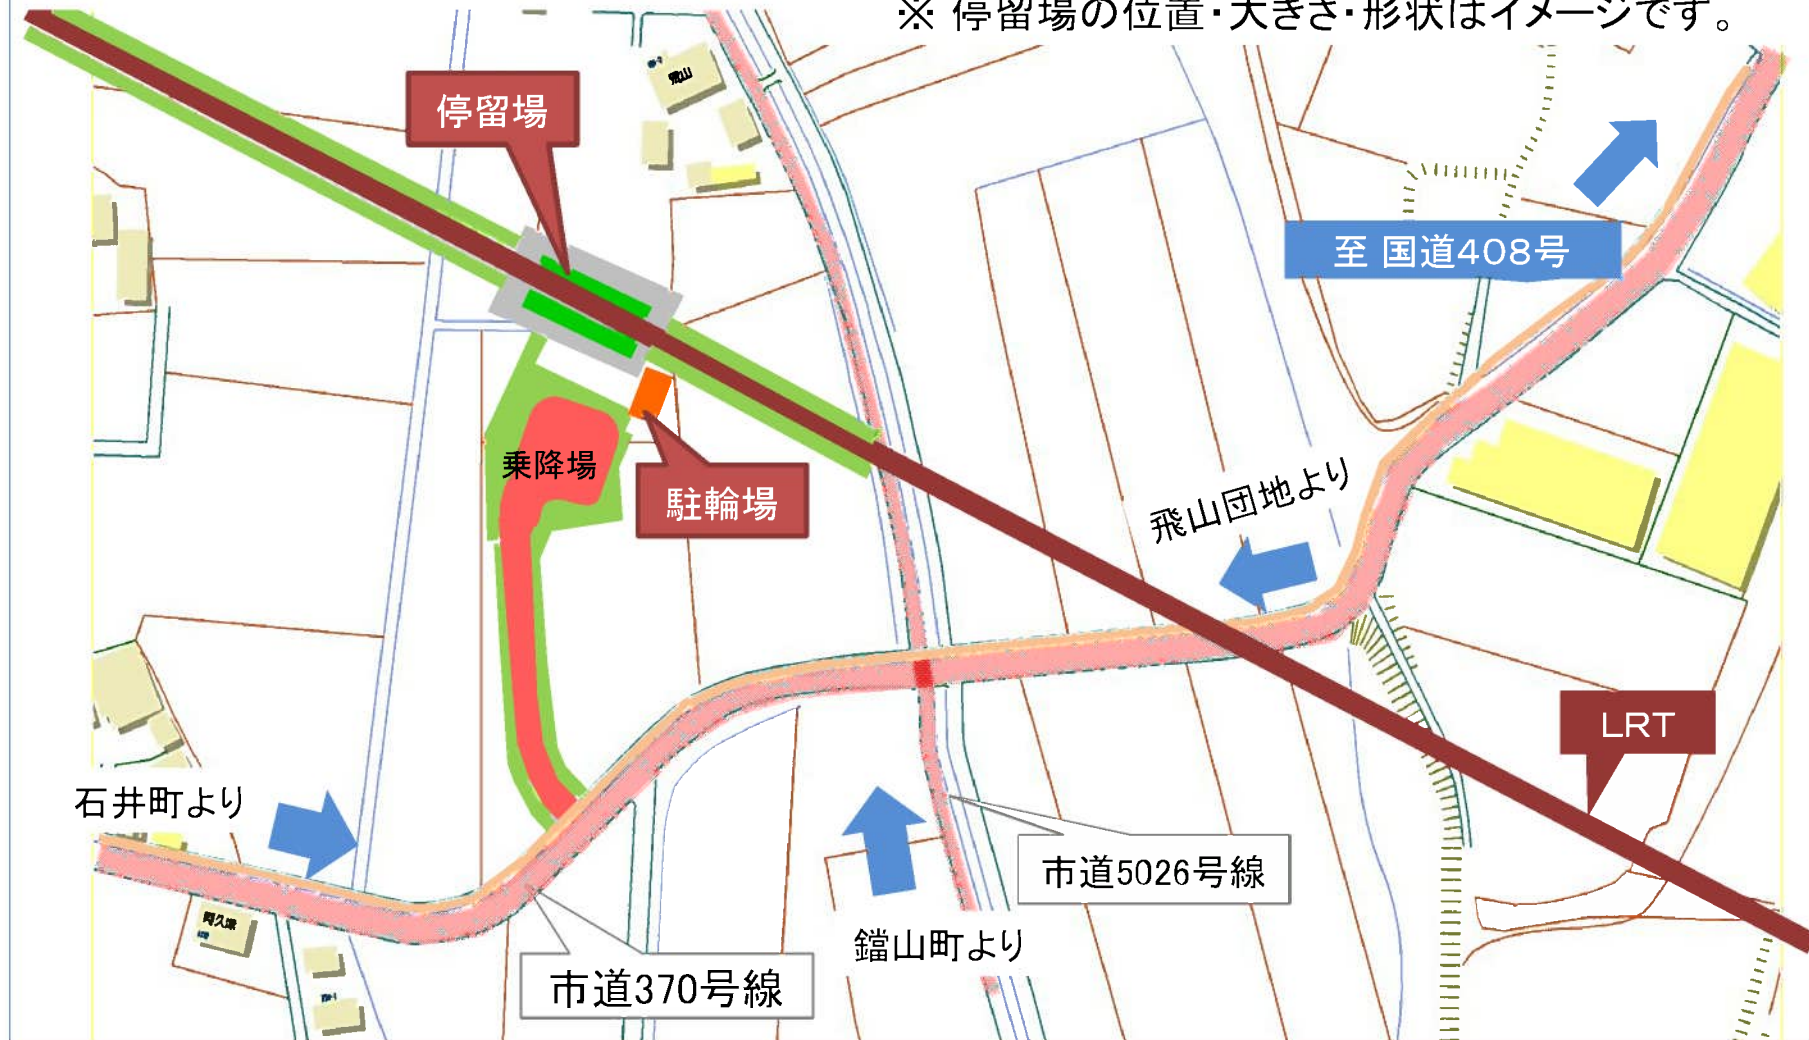 ※ 停留場の位置・大きさ・形状はイメージです。
停留場
至 国道408号
乗降場
駐輪場
飛山団地より
LRT
石井町より
市道5026号線
鐺山町より
市道370号線
阿久津